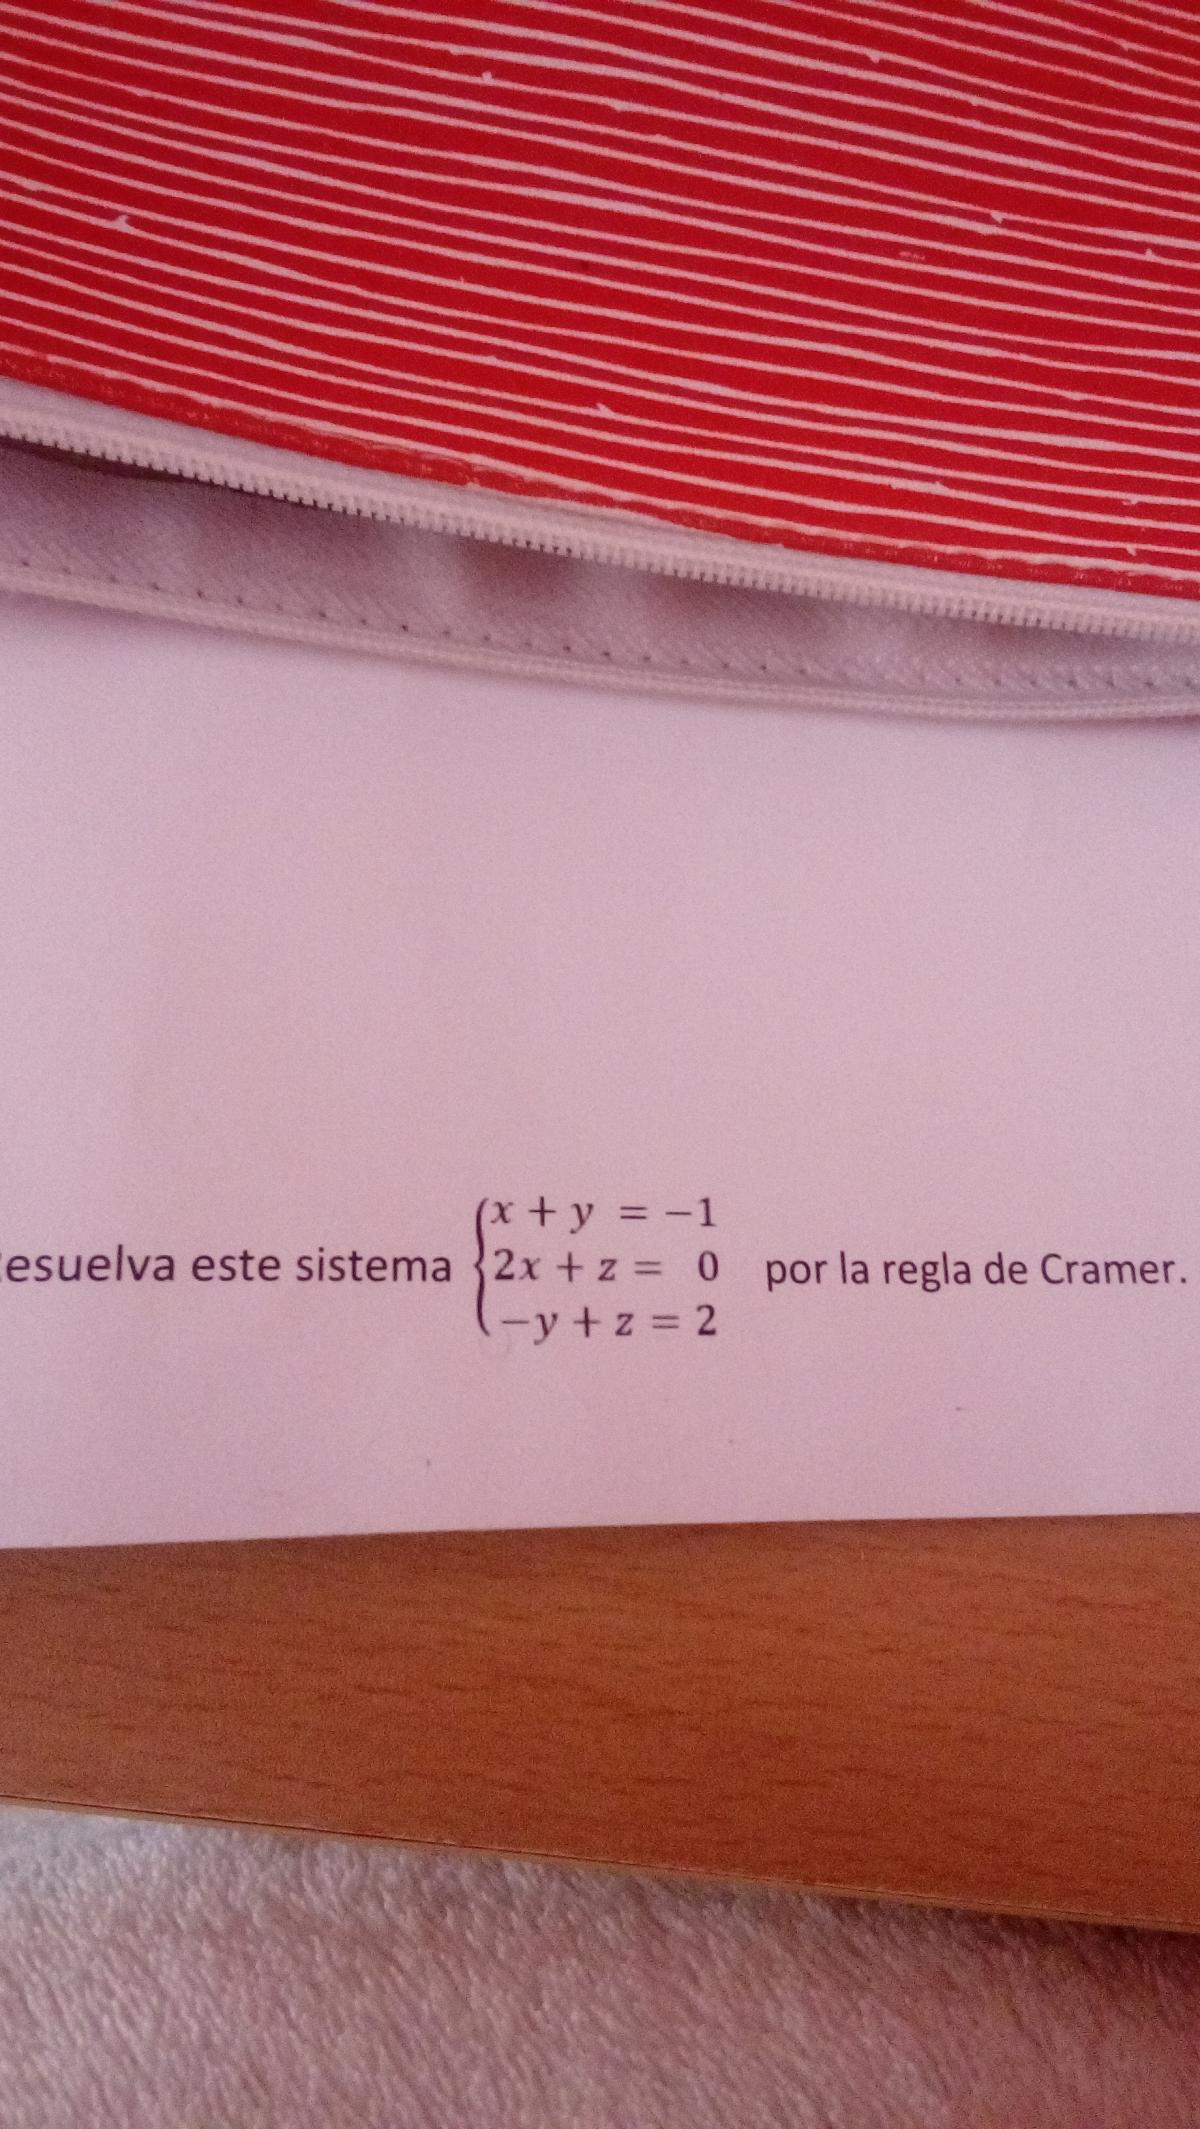 esuelva este sistema {x + y = −1
2x + z = 0
−y + z = 2 por la regla de Cramer.